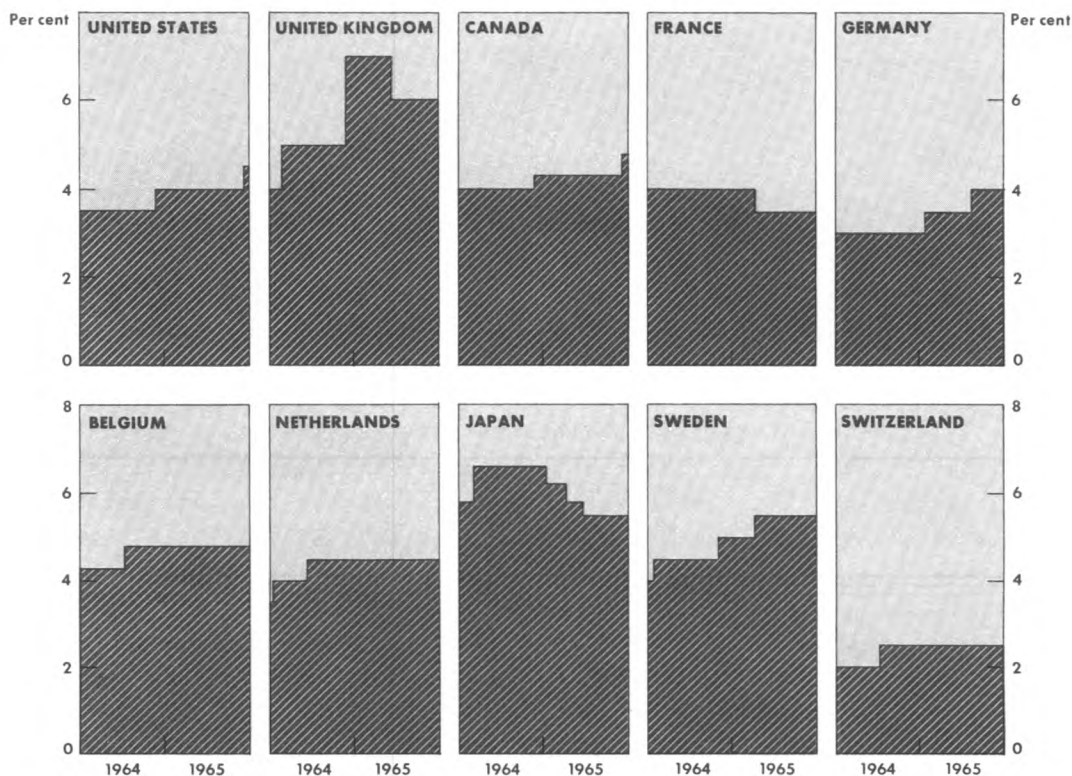 Per cent
Per cent
UNITED STATES
UNITED KINGDOM
CANADA
FRANCE
GERMANY
6
6
4
4
2
2
0
0
8
8
BELGIUM
NETHERLANDS
JAPAN
SWEDEN
SWITZERLAND
6
6
4
4
2
2
0
0
1964 1965
1964 1965
1964 1965
1964 1965
1964 1965